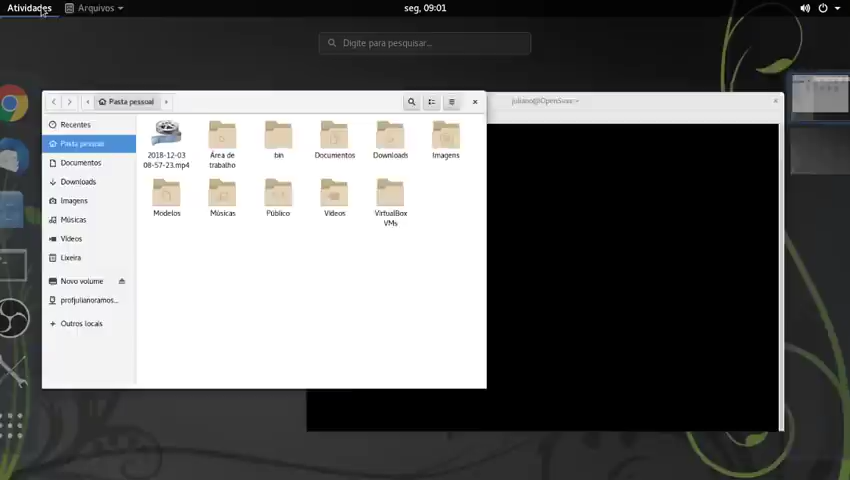 Atividades
Arquivos
seg, 09:01
Digite para pesquisar...
Pasta pessoal
Recentes
Pasta pessoal
Documentos
Downloads
Imagens
Músicas
Vídeos
Lixeira
Novo volume
profjulianoramos...
Outros locais
2018-12-03
08-57-23.mp4
Área de
trabalho
bin
Documentos
Downloads
Imagens
Modelos
Músicas
Público
Vídeos
VirtualBox
VMs